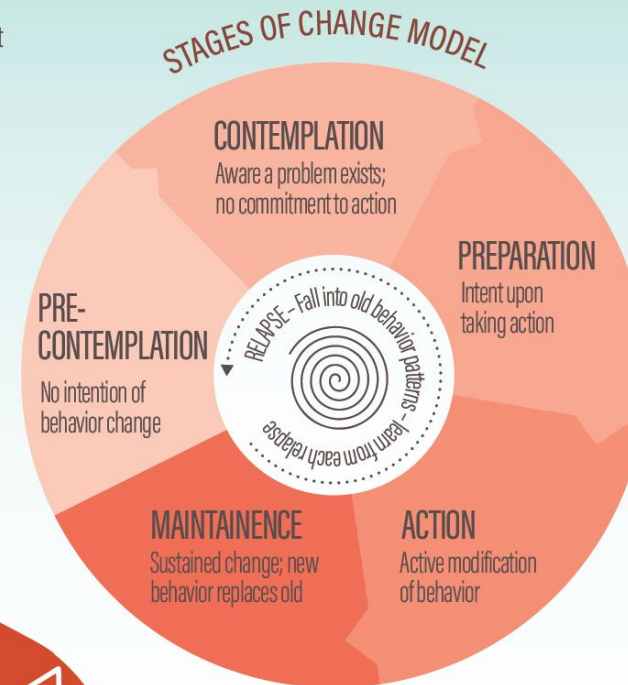 STAGES OF CHANGE MODEL
CONTEMPLATION
Aware a problem exists;
no commitment to action
PREPARATION
Intent upon
taking action
PRE-
CONTEMPLATION
No intention of
behavior change
RELAPSE – Fall into old behavior patterns – learn from each relapse
MAINTAINENCE
Sustained change; new
behavior replaces old
ACTION
Active modification
of behavior